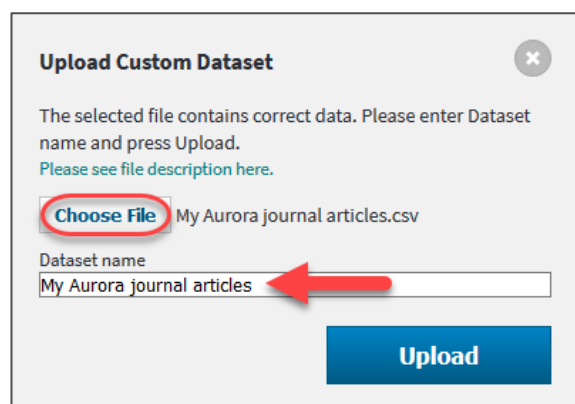 Upload Custom Dataset
The selected file contains correct data. Please enter Dataset
name and press Upload.
Please see file description here.
Choose File My Aurora journal articles.csv
Dataset name
My Aurora journal articles
Upload